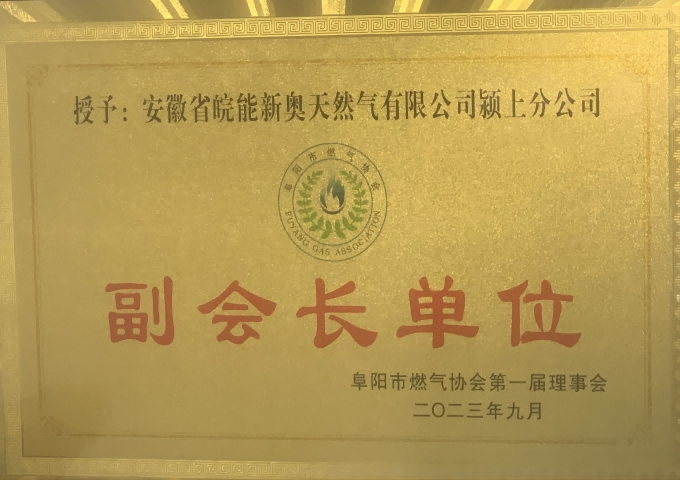 授予：安徽省皖能新奥天然气有限公司颍上分公司
阜阳市燃气协会
FUYANG GAS ASSOCIATION
副会长单位
阜阳市燃气协会第一届理事会
二〇二三年九月